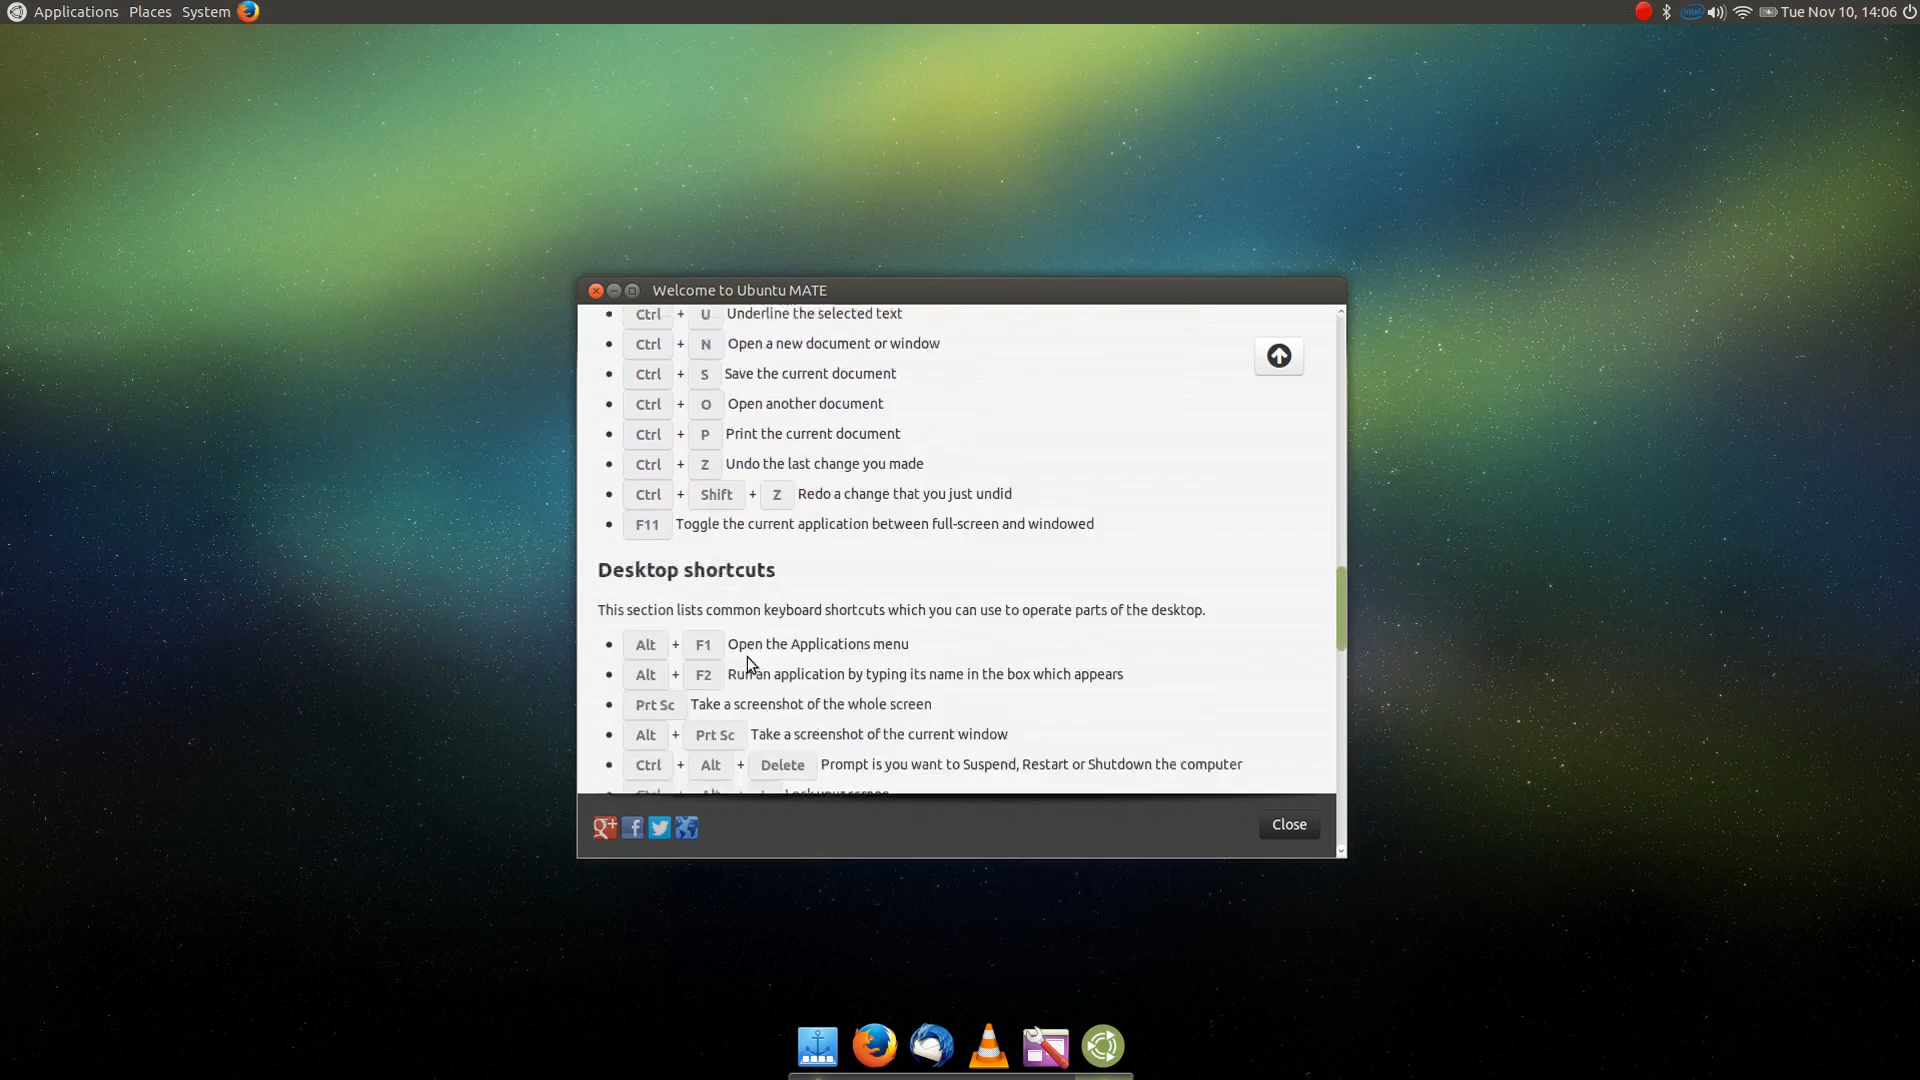 Applications Places System
intel Tue Nov 10, 14:06
Welcome to Ubuntu MATE
Ctrl + U Underline the selected text
Ctrl + N Open a new document or window
Ctrl + S Save the current document
Ctrl + O Open another document
Ctrl + P Print the current document
Ctrl + Z Undo the last change you made
Ctrl + Shift + Z Redo a change that you just undid
F11 Toggle the current application between full-screen and windowed
Desktop shortcuts
This section lists common keyboard shortcuts which you can use to operate parts of the desktop.
Alt + F1 Open the Applications menu
Alt + F2 Run an application by typing its name in the box which appears
Prt Sc Take a screenshot of the whole screen
Alt + Prt Sc Take a screenshot of the current window
Ctrl + Alt + Delete Prompt is you want to Suspend, Restart or Shutdown the computer
Ctrl + Alt + L Lock your screen
g+ f
Close